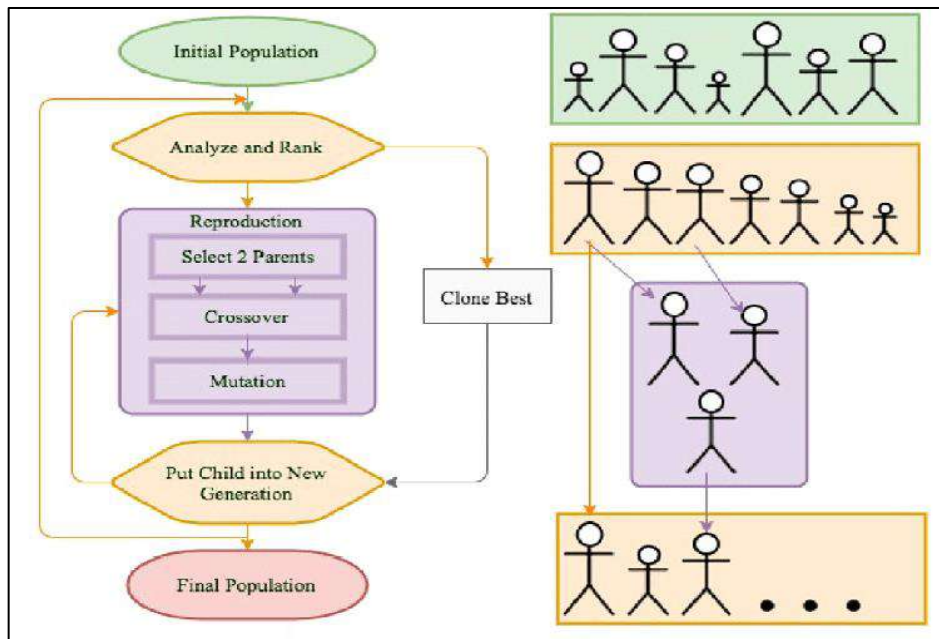 Initial Population
Analyze and Rank
Reproduction
Select 2 Parents
Crossover
Mutation
Clone Best
Put Child into New
Generation
Final Population